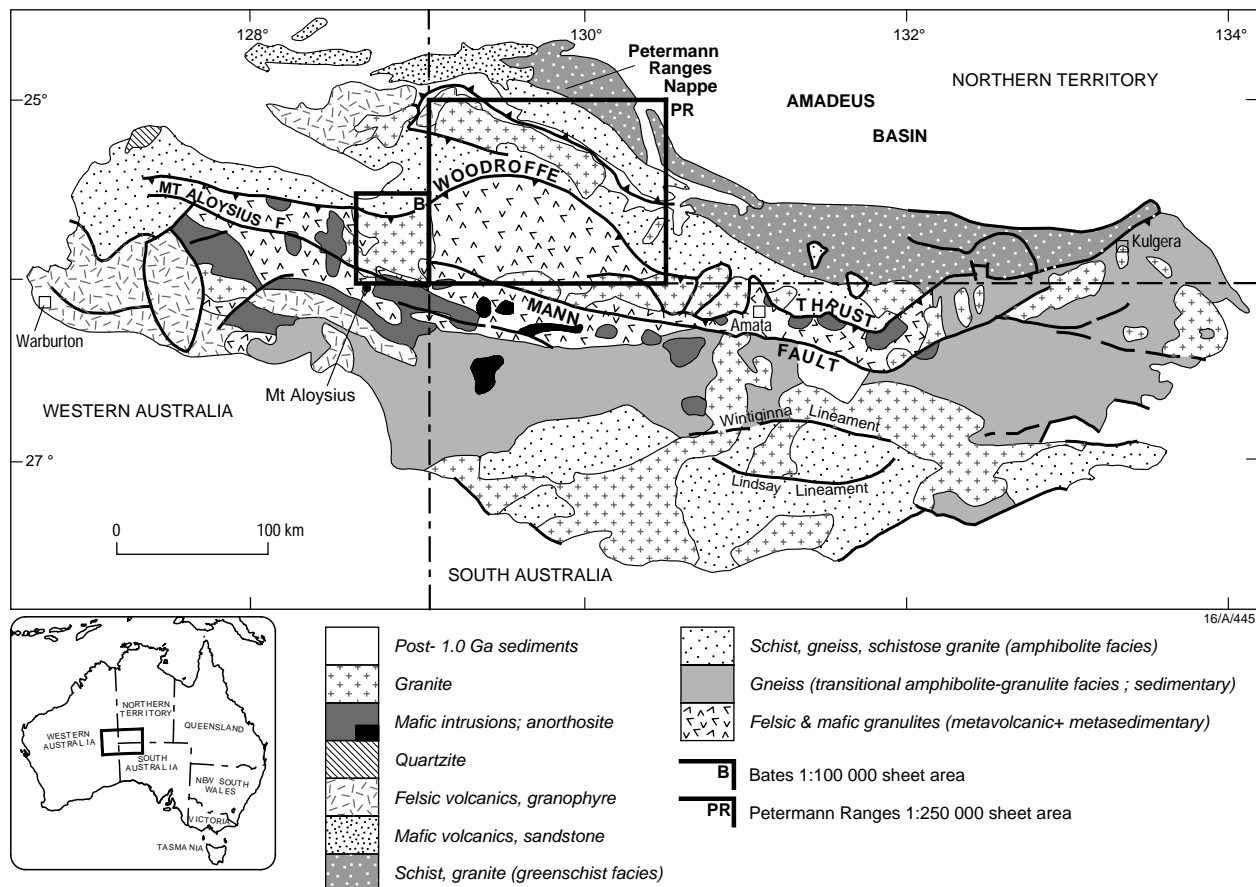 128°
130°
132°
134°
25°
27 °
Petermann
Ranges
Nappe
PR
NORTHERN TERRITORY
AMADEUS
BASIN
WOODROFFE
MT ALOYSIUS F
B
Kulgera
MANN
THRUST
Amata
FAULT
Warburton
Mt Aloysius
WESTERN AUSTRALIA
Wintiginna Lineament
Lindsay Lineament
0 100 km
SOUTH AUSTRALIA
16/A/445
NORTHERN
TERRITORY
QUEENSLAND
WESTERN
AUSTRALIA
SOUTH
AUSTRALIA
NEW SOUTH
WALES
VICTORIA
TASMANIA
Post- 1.0 Ga sediments
Granite
Mafic intrusions; anorthosite
Quartzite
Felsic volcanics, granophyre
Mafic volcanics, sandstone
Schist, granite (greenschist facies)
Schist, gneiss, schistose granite (amphibolite facies)
Gneiss (transitional amphibolite-granulite facies ; sedimentary)
Felsic & mafic granulites (metavolcanic+ metasedimentary)
B Bates 1:100 000 sheet area
PR Petermann Ranges 1:250 000 sheet area